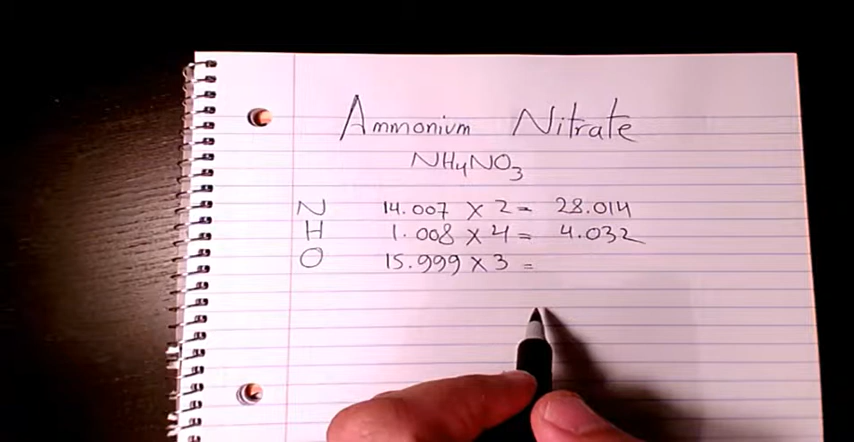 Ammonium Nitrate
NH₄NO₃
N 14.007 x 2 = 28.014
H 1.008 x 4 = 4.032
O 15.999 x 3 =